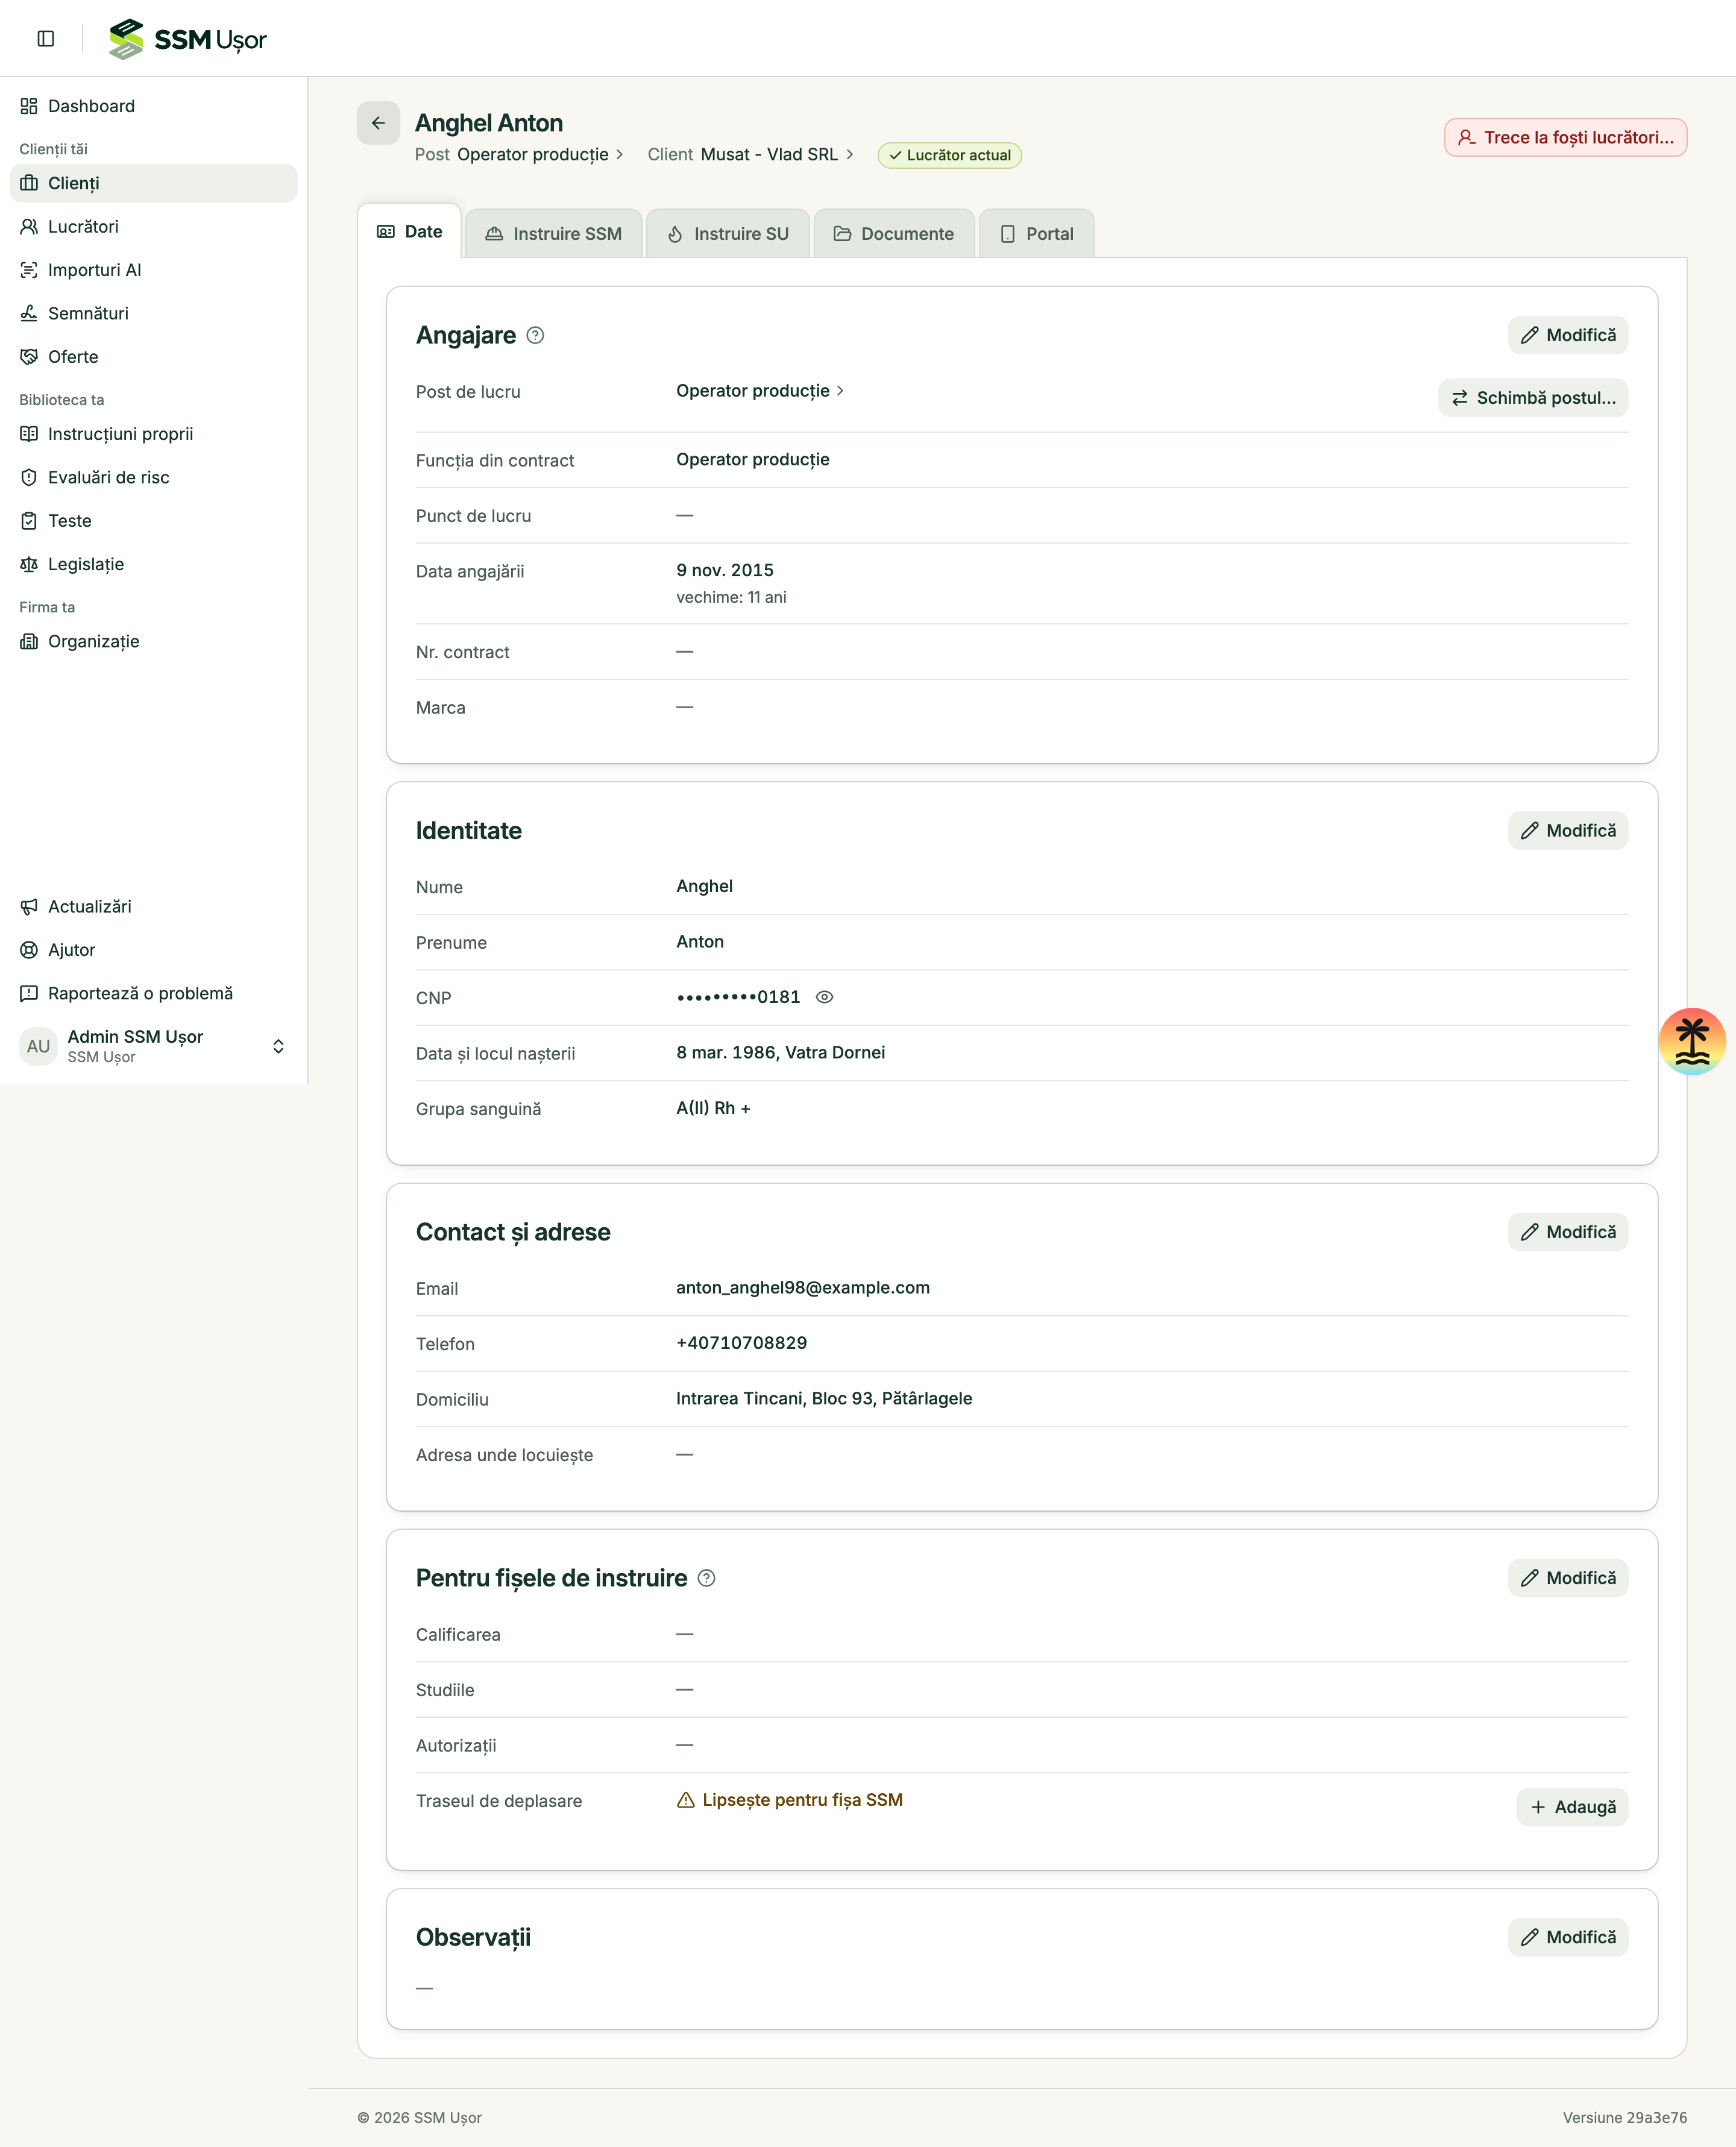 SSM Ușor
Dashboard
Clienții tăi
Clienți
Lucrători
Importuri AI
Semnături
Oferte
Biblioteca ta
Instrucțiuni proprii
Evaluări de risc
Teste
Legislație
Firma ta
Organizație
Actualizări
Ajutor
Raportează o problemă
AU
Admin SSM Ușor
SSM Ușor
Anghel Anton
Post Operator producție Client Musat - Vlad SRL Lucrător actual
Trece la foști lucrători...
Date Instruire SSM Instruire SU Documente Portal
Angajare Modifică
Post de lucru Operator producție Schimbă postul...
Funcția din contract Operator producție
Punct de lucru —
Data angajării 9 nov. 2015
vechime: 11 ani
Nr. contract —
Marca —
Identitate Modifică
Nume Anghel
Prenume Anton
CNP •••••••••0181
Data și locul nașterii 8 mar. 1986, Vatra Dornei
Grupa sanguină A(II) Rh +
Contact și adrese Modifică
Email anton_anghel98@example.com
Telefon +40710708829
Domiciliu Intrarea Tincani, Bloc 93, Pătârlagele
Adresa unde locuiește —
Pentru fișele de instruire Modifică
Calificarea —
Studiile —
Autorizații —
Traseul de deplasare Lipsește pentru fișa SSM + Adaugă
Observații Modifică
—
© 2026 SSM Ușor Versiune 29a3e76